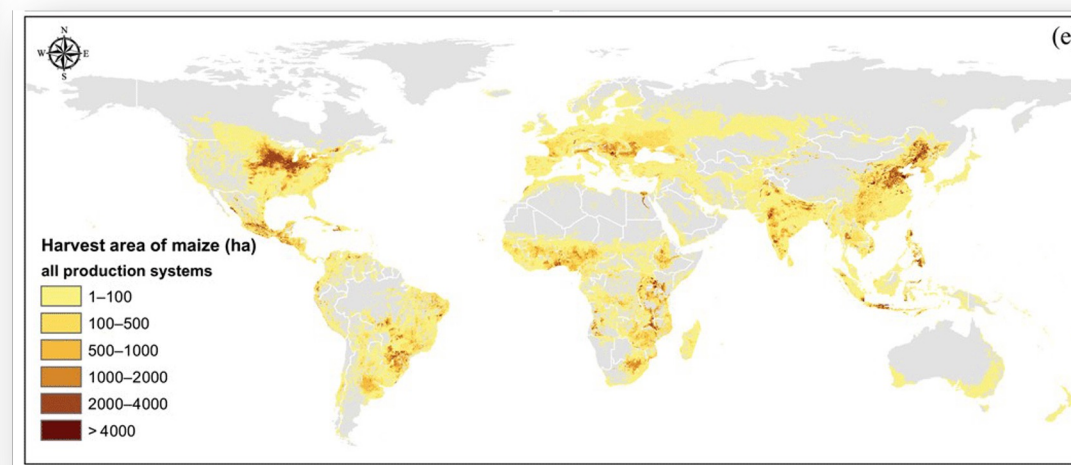 N
W E
S
(e
Harvest area of maize (ha)
all production systems
1–100
100–500
500–1000
1000–2000
2000–4000
> 4000